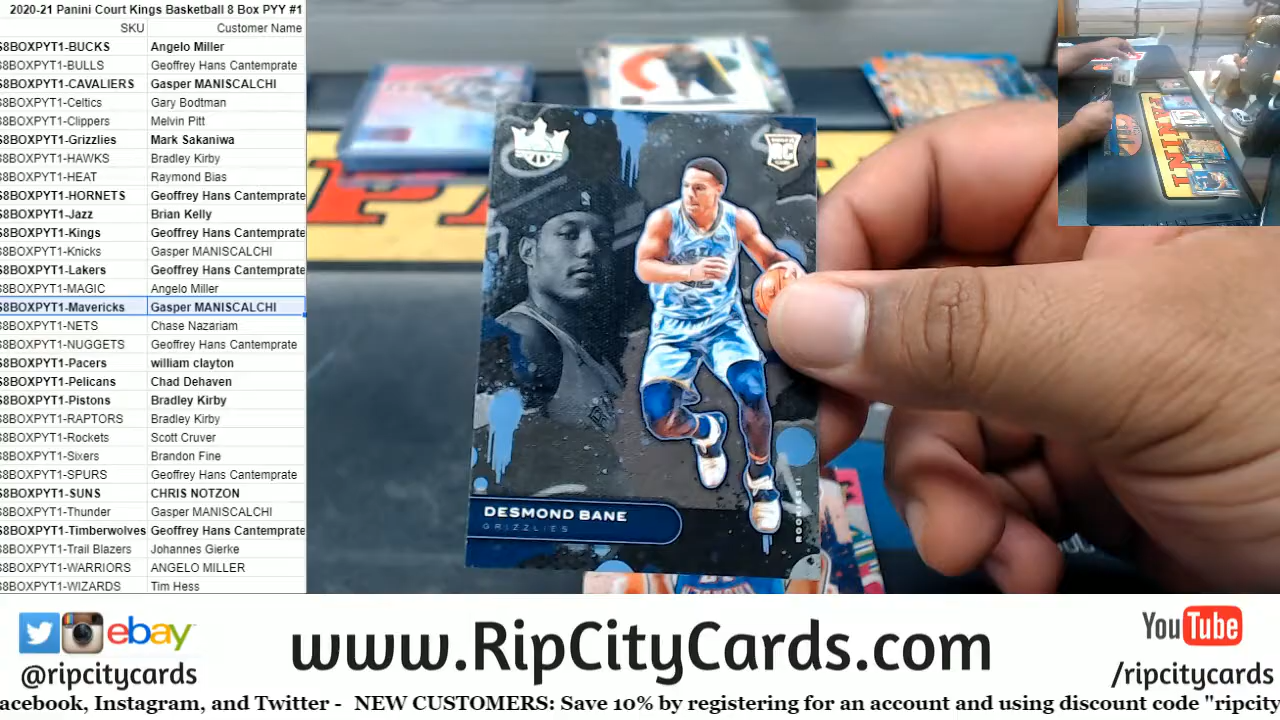 2020-21 Panini Court Kings Basketball 8 Box PYY #1
SKU Customer Name
S8BOXPYT1-BUCKS Angelo Miller
S8BOXPYT1-BULLS Geoffrey Hans Cantemprate
S8BOXPYT1-CAVALIERS Gasper MANISCALCHI
S8BOXPYT1-Celtics Gary Bodtman
S8BOXPYT1-Clippers Melvin Pitt
S8BOXPYT1-Grizzlies Mark Sakaniwa
S8BOXPYT1-HAWKS Bradley Kirby
S8BOXPYT1-HEAT Raymond Bias
S8BOXPYT1-HORNETS Geoffrey Hans Cantemprate
S8BOXPYT1-Jazz Brian Kelly
S8BOXPYT1-Kings Geoffrey Hans Cantemprate
S8BOXPYT1-Knicks Gasper MANISCALCHI
S8BOXPYT1-Lakers Geoffrey Hans Cantemprate
S8BOXPYT1-MAGIC Angelo Miller
S8BOXPYT1-Mavericks Gasper MANISCALCHI
S8BOXPYT1-NETS Chase Nazariam
S8BOXPYT1-NUGGETS Geoffrey Hans Cantemprate
S8BOXPYT1-Pacers william clayton
S8BOXPYT1-Pelicans Chad Dehaven
S8BOXPYT1-Pistons Bradley Kirby
S8BOXPYT1-RAPTORS Bradley Kirby
S8BOXPYT1-Rockets Scott Cruver
S8BOXPYT1-Sixers Brandon Fine
S8BOXPYT1-SPURS Geoffrey Hans Cantemprate
S8BOXPYT1-SUNS CHRIS NOTZON
S8BOXPYT1-Thunder Gasper MANISCALCHI
S8BOXPYT1-Timberwolves Geoffrey Hans Cantemprate
S8BOXPYT1-Trail Blazers Johannes Gierke
S8BOXPYT1-WARRIORS ANGELO MILLER
S8BOXPYT1-WIZARDS Tim Hess
RC
DESMOND BANE
GRIZZLIES
ROOKIES II
PANINI
ebay
@ripcitycards
www.RipCityCards.com
YouTube
/ripcitycards
acebook, Instagram, and Twitter - NEW CUSTOMERS: Save 10% by registering for an account and using discount code "ripcity